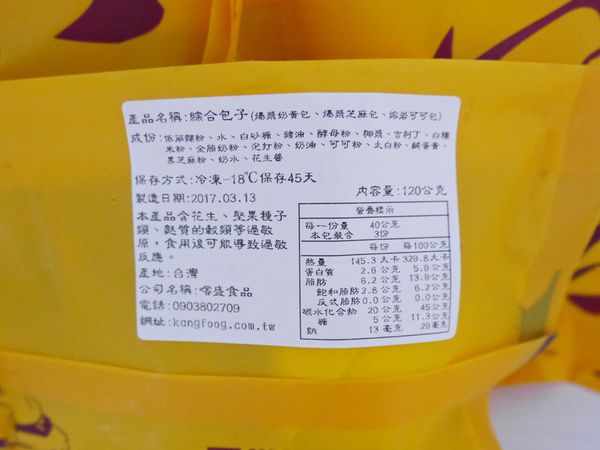 產品名稱:綜合包子(爆漿奶黃包、爆漿芝麻包、熔岩可可包)
成份:低筋麵粉、水、白砂糖、豬油、酵母粉、椰漿、吉利丁、白糯
米粉、全脂奶粉、泡打粉、奶油、可可粉、太白粉、鹹蛋黃、
黑芝麻粉、奶水、花生醬
保存方式:冷凍-18℃保存45天
製造日期:2017.03.13
內容量:120公克
本產品含花生、堅果種子
類、麩質的穀類等過敏
原,食用後可能導致過敏
反應。
產地:台灣
公司名稱:嘗盛食品
電話:0903802709
網址:kangfoog.com.tw
營養標示
每一份量 40公克
本包裝含 3份
每份 每100公克
熱量 145.3 大卡 329.8大卡
蛋白質 2.6 公克 5.9公克
脂肪 6.2 公克 13.9公克
飽和脂肪 2.8 公克 6.2公克
反式脂肪 0.0 公克 0.0公克
碳水化合物 20 公克 45公克
糖 5 公克 11.3公克
鈉 13 毫克 29毫克